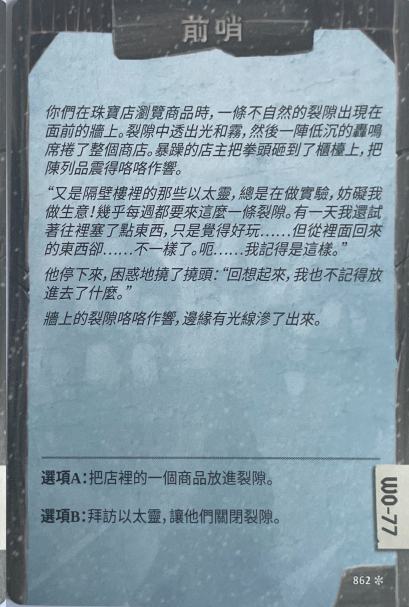 前哨
你們在珠寶店瀏覽商品時，一條不自然的裂隙出現在
面前的牆上。裂隙中透出光和霧，然後一陣低沉的轟鳴
席捲了整個商店。暴躁的店主把拳頭砸到了櫃檯上，把
陳列品震得咯咯作響。
“又是隔壁樓裡的那些以太靈，總是在做實驗，妨礙我
做生意！幾乎每週都要來這麼一條裂隙。有一天我還試
著往裡塞了點東西，只是覺得好玩……但從裡面回來
的東西卻……不一樣了。呃……我記得是這樣。”
他停下來，困惑地撓了撓頭：“回想起來，我也不記得放
進去了什麼。”
牆上的裂隙咯咯作響，邊緣有光線滲了出來。
選項A：把店裡的一個商品放進裂隙。
選項B：拜訪以太靈，讓他們關閉裂隙。
WO-77
862